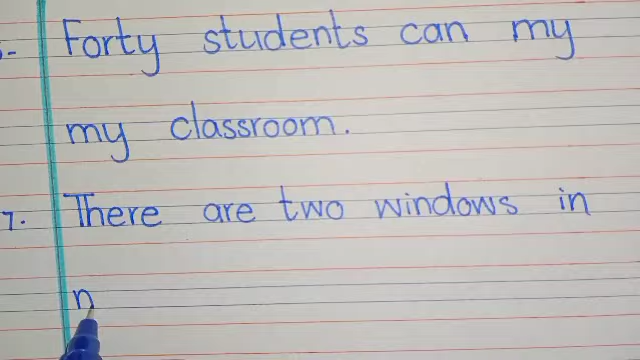 Forty students can my
my classroom.
7. There are two windows in
n